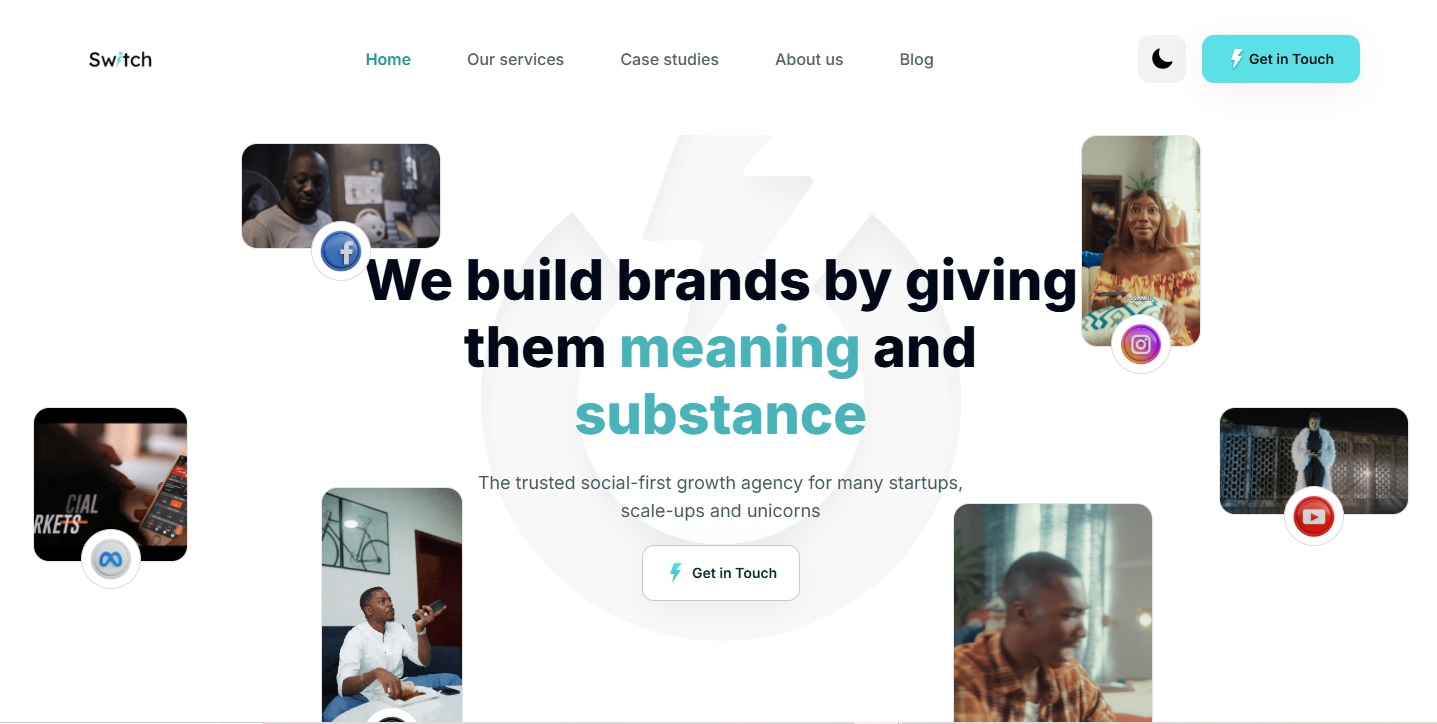 Switch
Home
Our services
Case studies
About us
Blog
Get in Touch
We build brands by giving
them meaning and
substance
The trusted social-first growth agency for many startups,
scale-ups and unicorns
Get in Touch
CIAL
RKETS